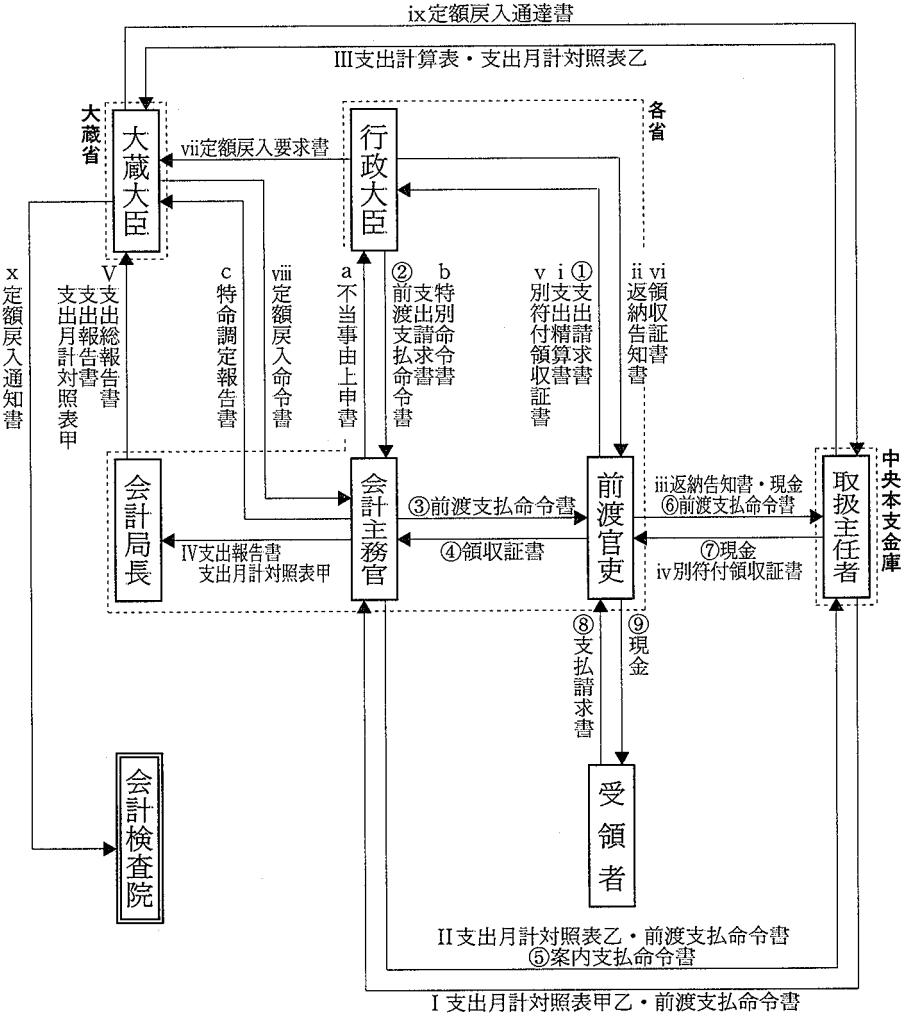 ix定額戻入通達書
III支出計算表・支出月計対照表乙
大蔵省
大蔵大臣
各省
行政大臣
vii定額戻入要求書
x定額戻入通知書
V支出総報告書
支出報告書
支出月計対照表甲
c特命調定報告書
viii定額戻入命令書
a不当事由上申書
②前渡支払命令書
支出請求書
b特別命令書
v別符付領収証書
i支出精算書
①支出請求書
ii返納告知書
vi領収証書
会計局長
会計主務官
前渡官吏
取扱主任者
中央本支金庫
③前渡支払命令書
④領収証書
IV支出報告書
支出月計対照表甲
iii返納告知書・現金
⑥前渡支払命令書
⑦現金
iv別符付領収証書
⑧支払請求書
⑨現金
受領者
会計検査院
II支出月計対照表乙・前渡支払命令書
⑤案内支払命令書
I支出月計対照表甲乙・前渡支払命令書